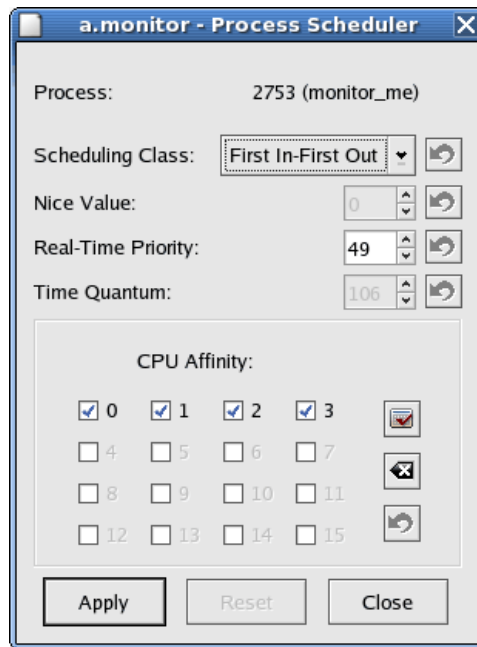 a.monitor - Process Scheduler
Process: 2753 (monitor_me)
Scheduling Class: First In-First Out
Nice Value: 0
Real-Time Priority: 49
Time Quantum: 106
CPU Affinity:
0 1 2 3
4 5 6 7
8 9 10 11
12 13 14 15
Apply Reset Close